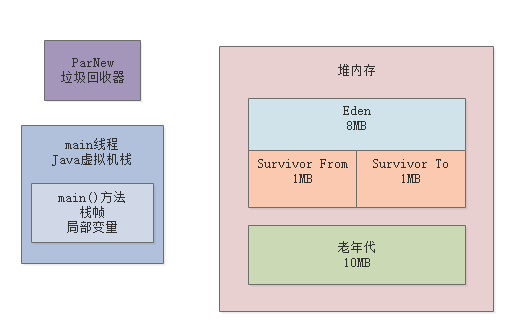 ParNew
垃圾回收器
main线程
Java虚拟机栈
main()方法
栈帧
局部变量
堆内存
Eden
8MB
Survivor From
1MB
Survivor To
1MB
老年代
10MB